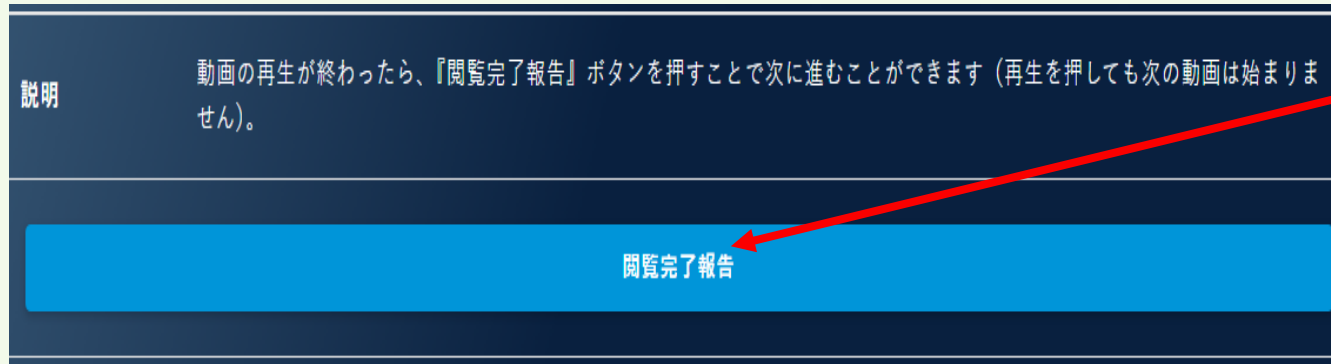 説明
動画の再生が終わったら、『閲覧完了報告』ボタンを押すことで次に進むことができます（再生を押しても次の動画は始まりま
せん）。
閲覧完了報告